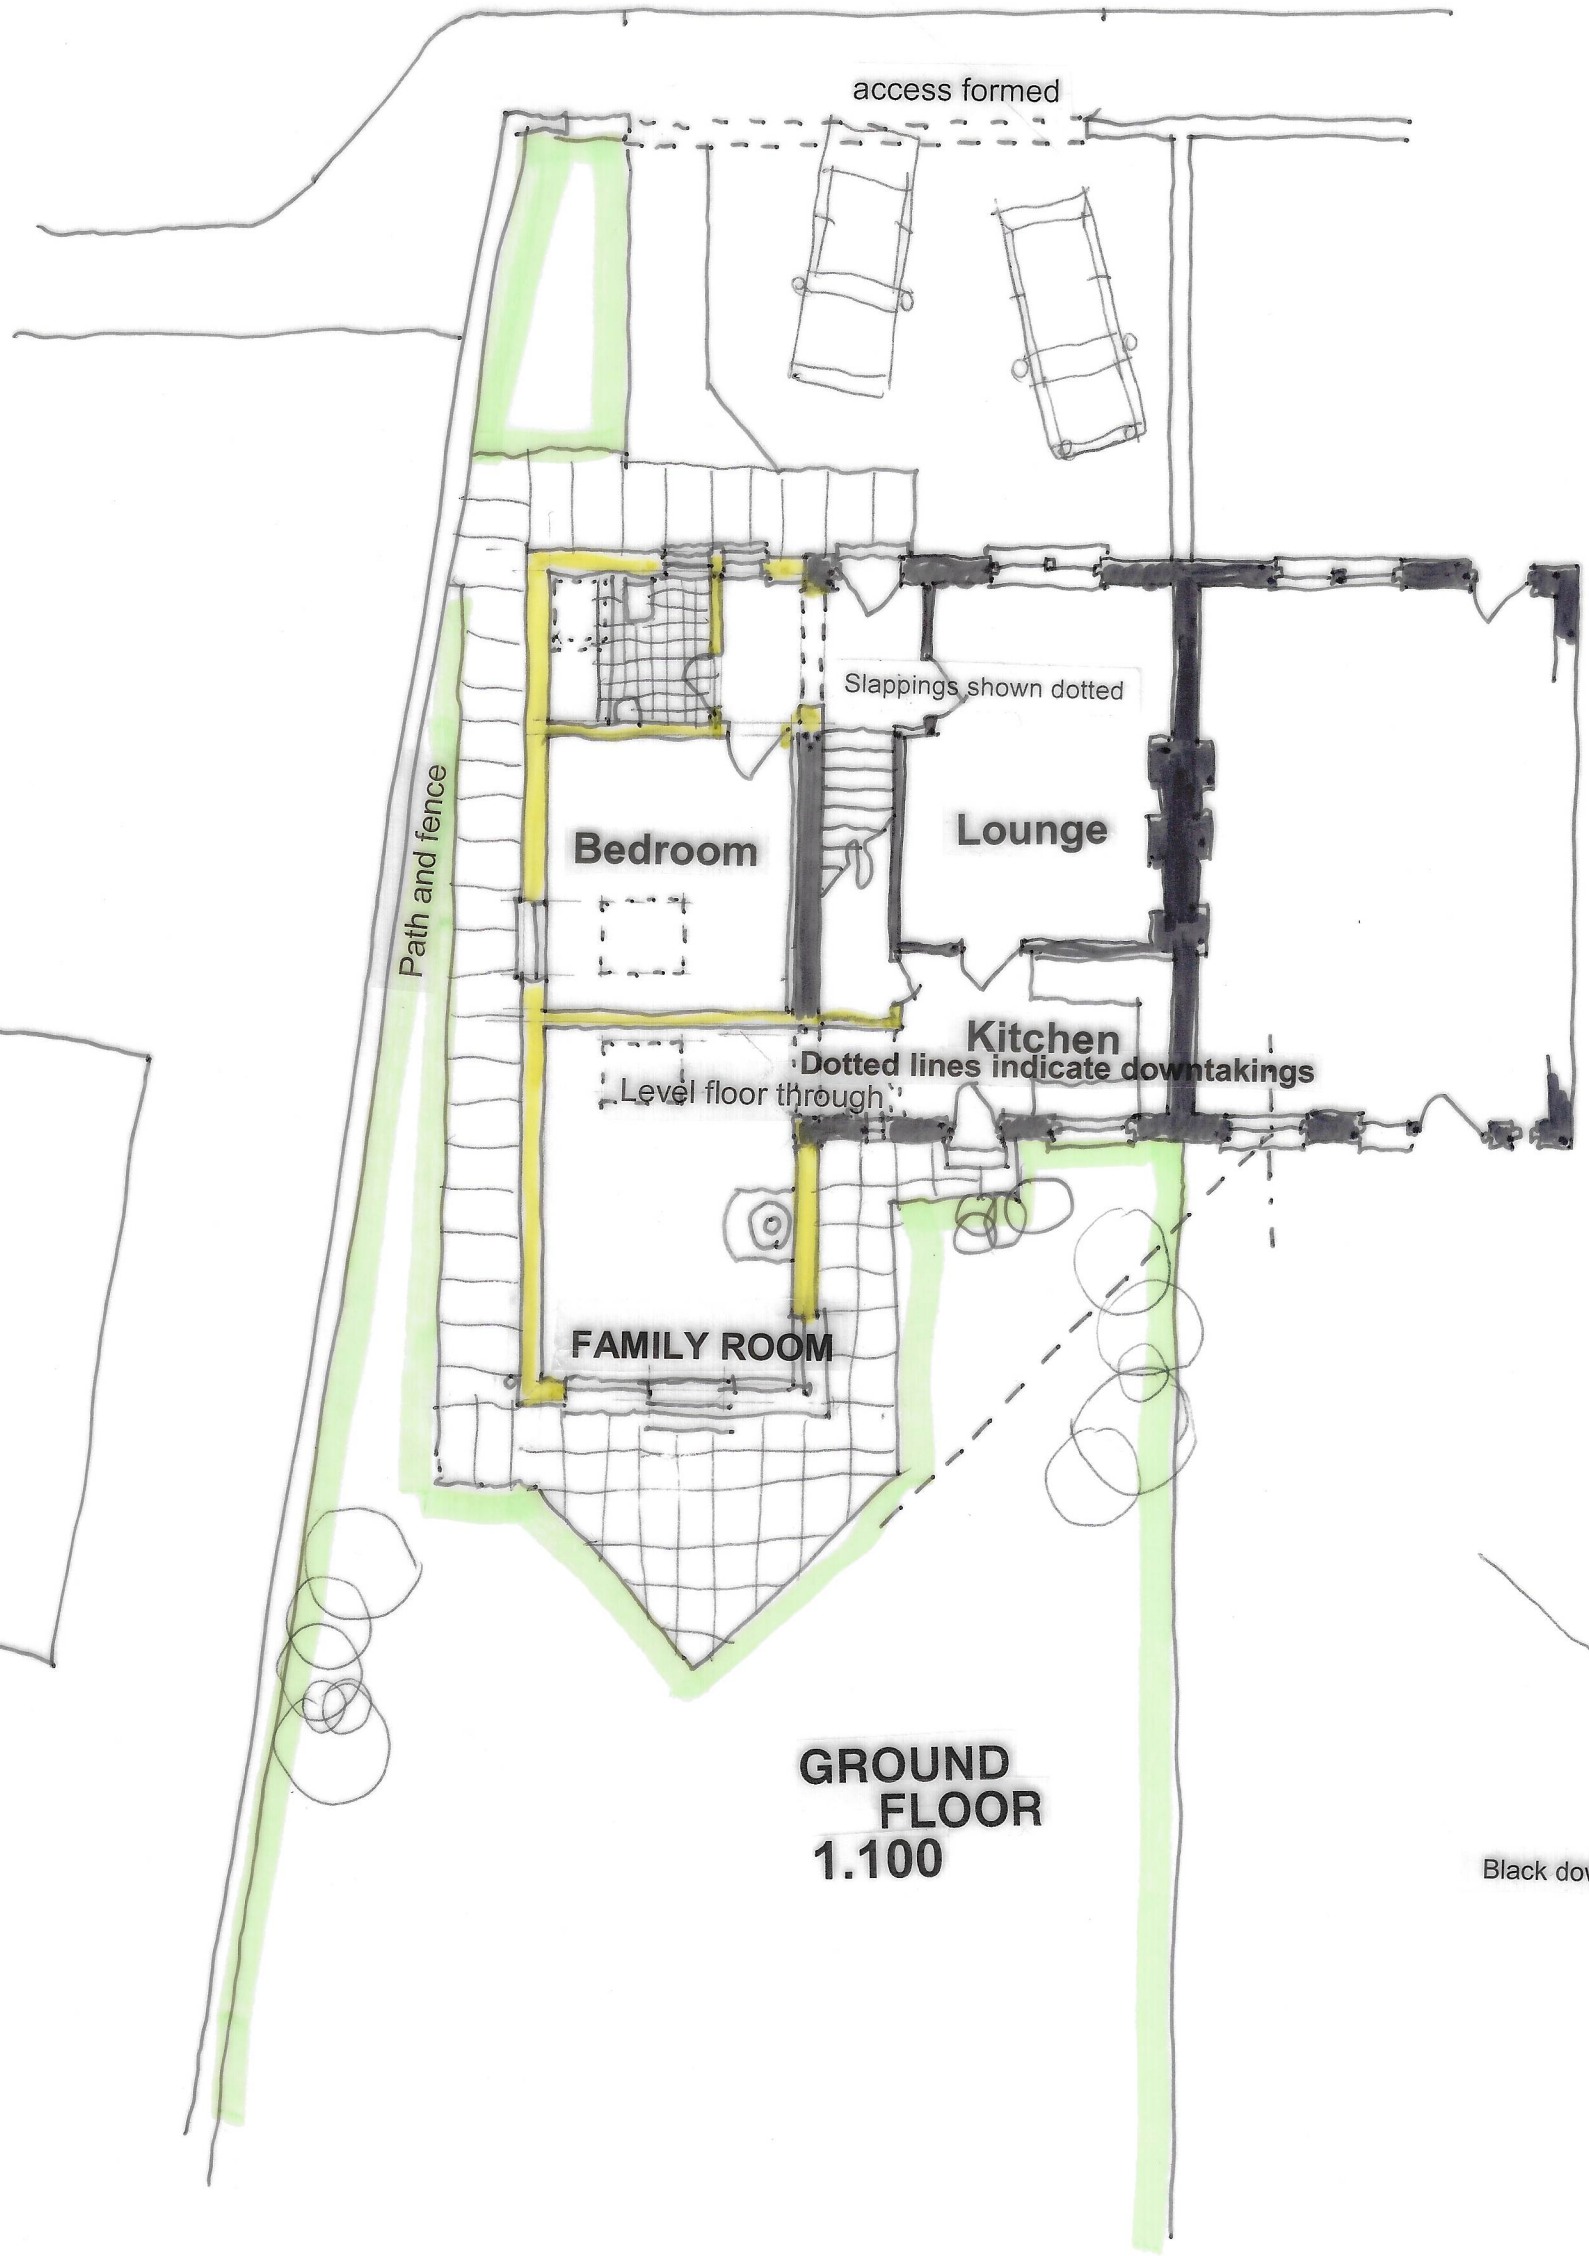 access formed
Slappings shown dotted
Path and fence
Bedroom
Lounge
Kitchen
Dotted lines indicate downtakings
Level floor through
FAMILY ROOM
GROUND
FLOOR
1.100
Black dow